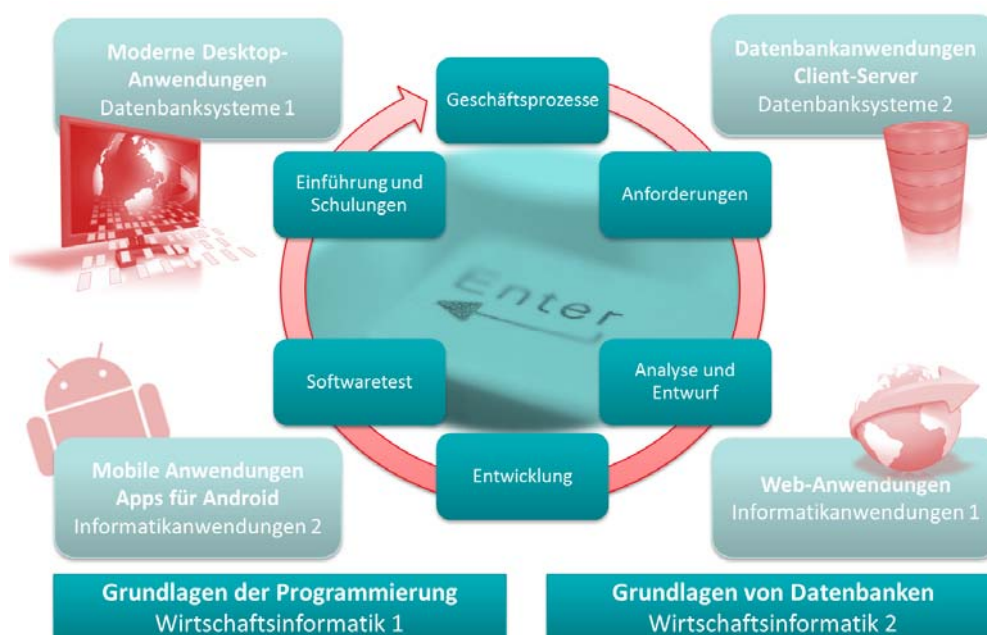 Moderne Desktop-
Anwendungen
Datenbanksysteme 1
Datenbankanwendungen
Client-Server
Datenbanksysteme 2
Geschäftsprozesse
Einführung und
Schulungen
Anforderungen
Enter
Softwaretest
Analyse und
Entwurf
Entwicklung
Mobile Anwendungen
Apps für Android
Informatikanwendungen 2
Web-Anwendungen
Informatikanwendungen 1
Grundlagen der Programmierung
Wirtschaftsinformatik 1
Grundlagen von Datenbanken
Wirtschaftsinformatik 2